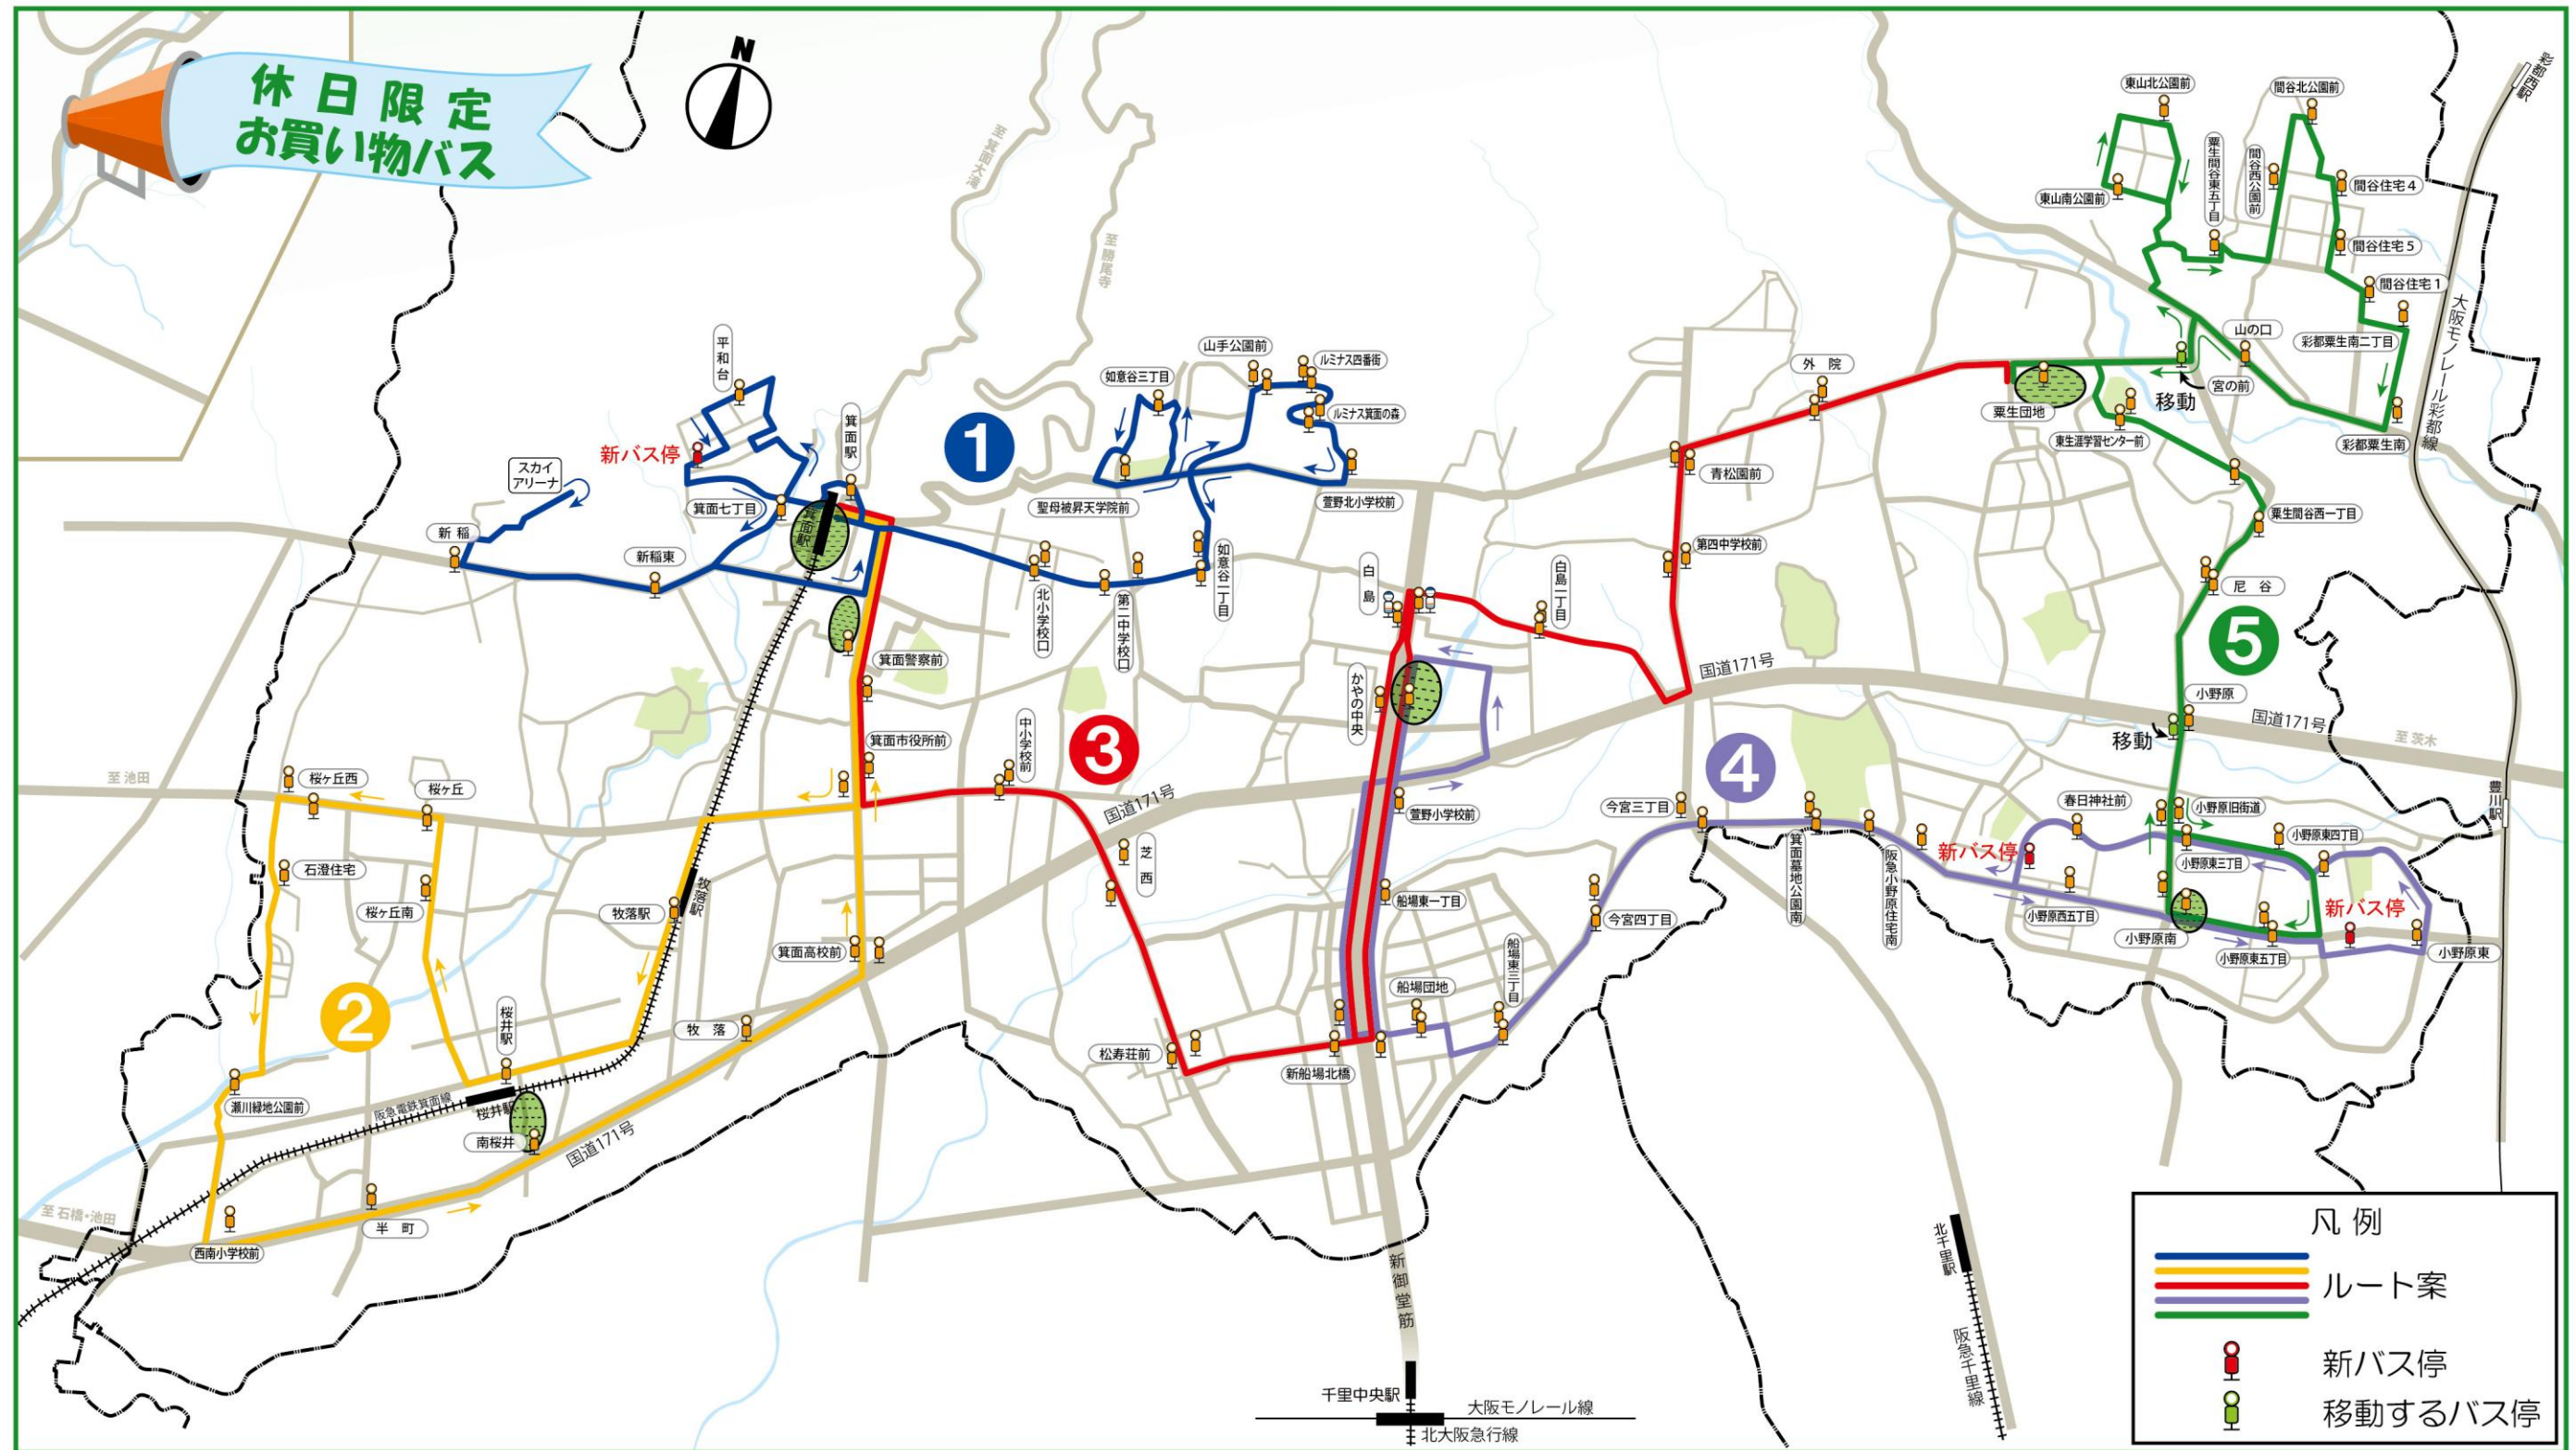 休日限定
お買い物バス
N
至箕面大滝
至勝尾寺
彩都西駅
大阪モノレール彩都線
東山北公園前
間谷北公園前
粟生間谷東五丁目
間谷西公園前
間谷住宅4
東山南公園前
間谷住宅5
間谷住宅1
山の口
彩都粟生南二丁目
宮の前
移動
彩都粟生南
粟生団地
東生涯学習センター前
粟生間谷西一丁目
尼谷
5
小野原
移動
国道171号
至茨木
豊川駅
平和台
新バス停
箕面駅
箕面駅
1
スカイ
アリーナ
箕面七丁目
新稲
新稲東
如意谷三丁目
山手公園前
ルミナス四番街
ルミナス箕面の森
聖母被昇天学院前
萱野北小学校前
北小学校口
第二中学校口
如意谷一丁目
外院
青松園前
第四中学校前
白島
白島一丁目
かやの中央
国道171号
箕面警察前
箕面市役所前
中小学校前
3
国道171号
芝西
萱野小学校前
船場東一丁目
4
今宮三丁目
今宮四丁目
箕面墓地公園南
阪急小野原住宅南
新バス停
春日神社前
小野原旧街道
小野原東四丁目
小野原東三丁目
小野原西五丁目
小野原南
新バス停
小野原東五丁目
小野原東
至池田
桜ヶ丘西
桜ヶ丘
石澄住宅
桜ヶ丘南
牧落駅
牧落駅
箕面高校前
2
桜井駅
牧落
松寿荘前
新船場北橋
船場団地
船場東三丁目
瀬川緑地公園前
阪急電鉄箕面線
桜井駅
南桜井
国道171号
至石橋・池田
半町
西南小学校前
新御堂筋
千里中央駅
大阪モノレール線
北大阪急行線
北千里駅
阪急千里線
凡例
ルート案
新バス停
移動するバス停